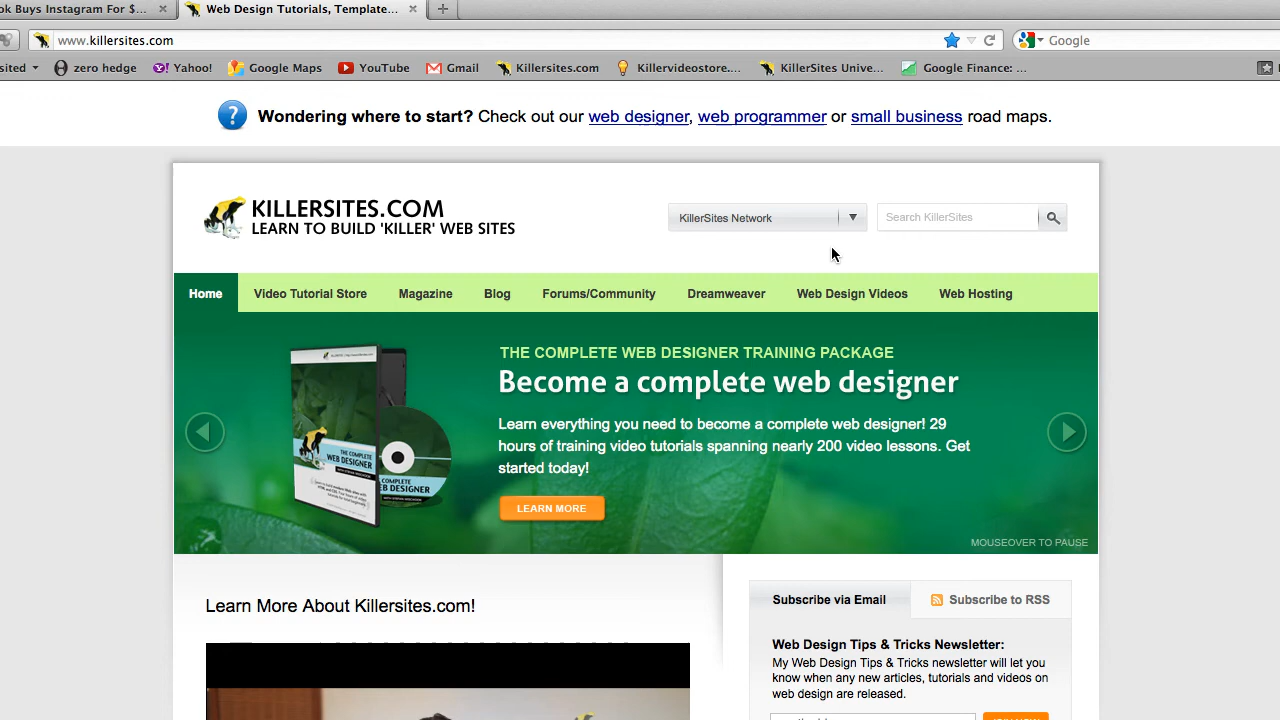 ok Buys Instagram For $...
Web Design Tutorials, Template...
www.killersites.com
Google
sited
zero hedge
Yahoo!
Google Maps
YouTube
Gmail
Killersites.com
Killervideostore....
KillerSites Unive...
Google Finance: ...
Wondering where to start? Check out our web designer, web programmer or small business road maps.
KILLERSITES.COM
LEARN TO BUILD 'KILLER' WEB SITES
KillerSites Network
Search KillerSites
Home
Video Tutorial Store
Magazine
Blog
Forums/Community
Dreamweaver
Web Design Videos
Web Hosting
THE COMPLETE WEB DESIGNER TRAINING PACKAGE
Become a complete web designer
Learn everything you need to become a complete web designer! 29
hours of training video tutorials spanning nearly 200 video lessons. Get
started today!
LEARN MORE
THE COMPLETE
WEB DESIGNER
MOUSEOVER TO PAUSE
Learn More About Killersites.com!
Subscribe via Email
Subscribe to RSS
Web Design Tips & Tricks Newsletter:
My Web Design Tips & Tricks newsletter will let you
know when any new articles, tutorials and videos on
web design are released.